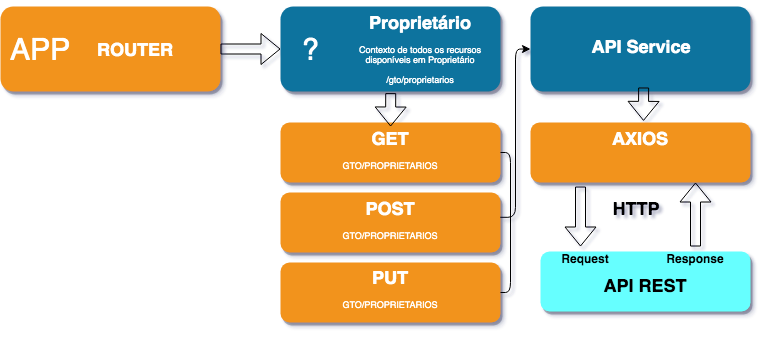 APP ROUTER
?
Proprietário
Contexto de todos os recursos
disponíveis em Proprietário
/gto/proprietarios
GET
GTO/PROPRIETARIOS
POST
GTO/PROPRIETARIOS
PUT
GTO/PROPRIETARIOS
API Service
AXIOS
HTTP
Request
Response
API REST